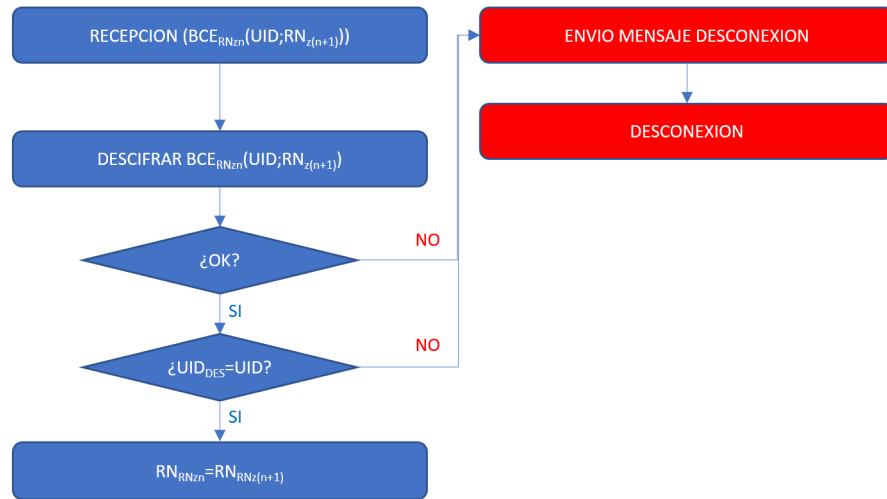 RECEPCION (BCE_RNzn(UID;RN_z(n+1)))
DESCIFRAR BCE_RNzn(UID;RN_z(n+1))
¿OK?
NO
SI
¿UID_DES=UID?
NO
SI
RN_RNzn=RN_RNz(n+1)
ENVIO MENSAJE DESCONEXION
DESCONEXION